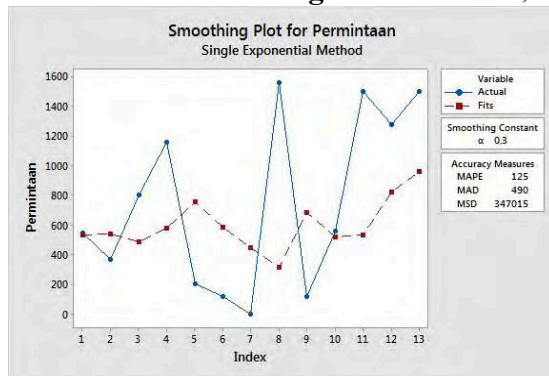 Smoothing Plot for Permintaan
Single Exponential Method
Permintaan
1600
1400
1200
1000
800
600
400
200
0
1 2 3 4 5 6 7 8 9 10 11 12 13
Index
Variable
Actual
Fits
Smoothing Constant
α 0,3
Accuracy Measures
MAPE 125
MAD 490
MSD 347015